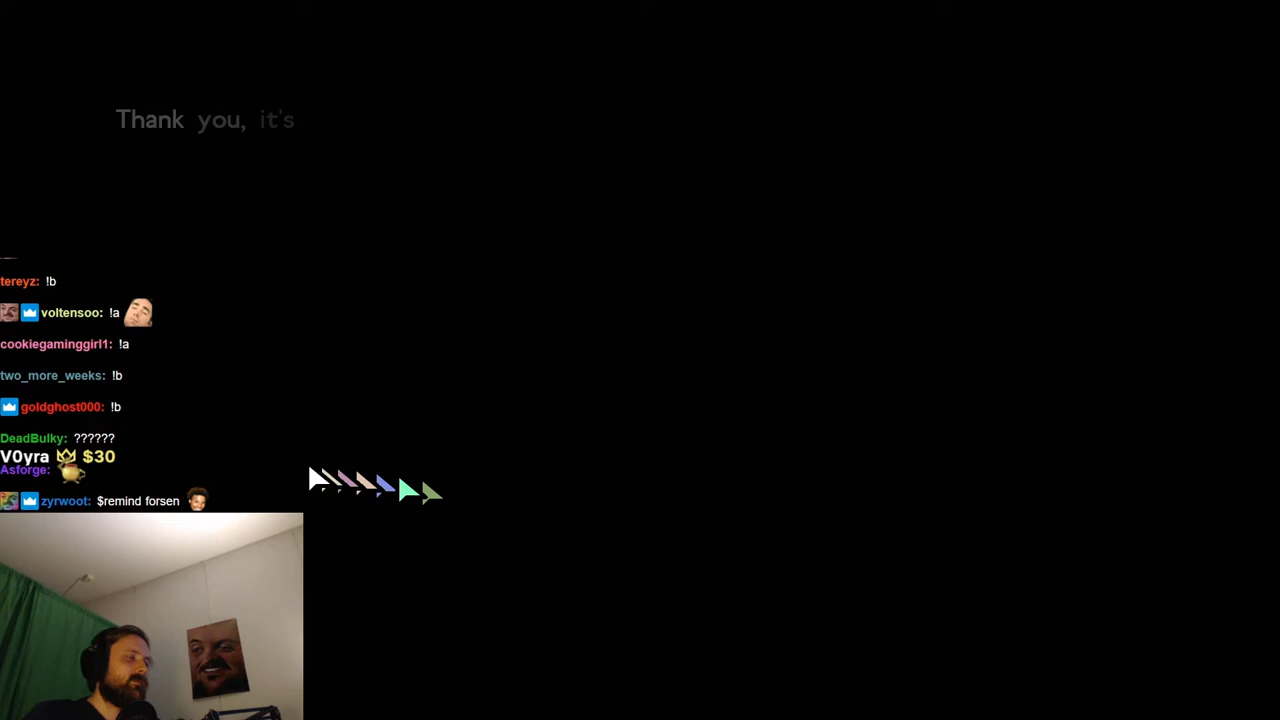 Thank you, it's
tereyz: !b
voltensoo: !a
cookiegaminggirl1: !a
two_more_weeks: !b
goldghost000: !b
DeadBulky: ??????
V0yra $30
Asforge:
zyrwoot: $remind forsen